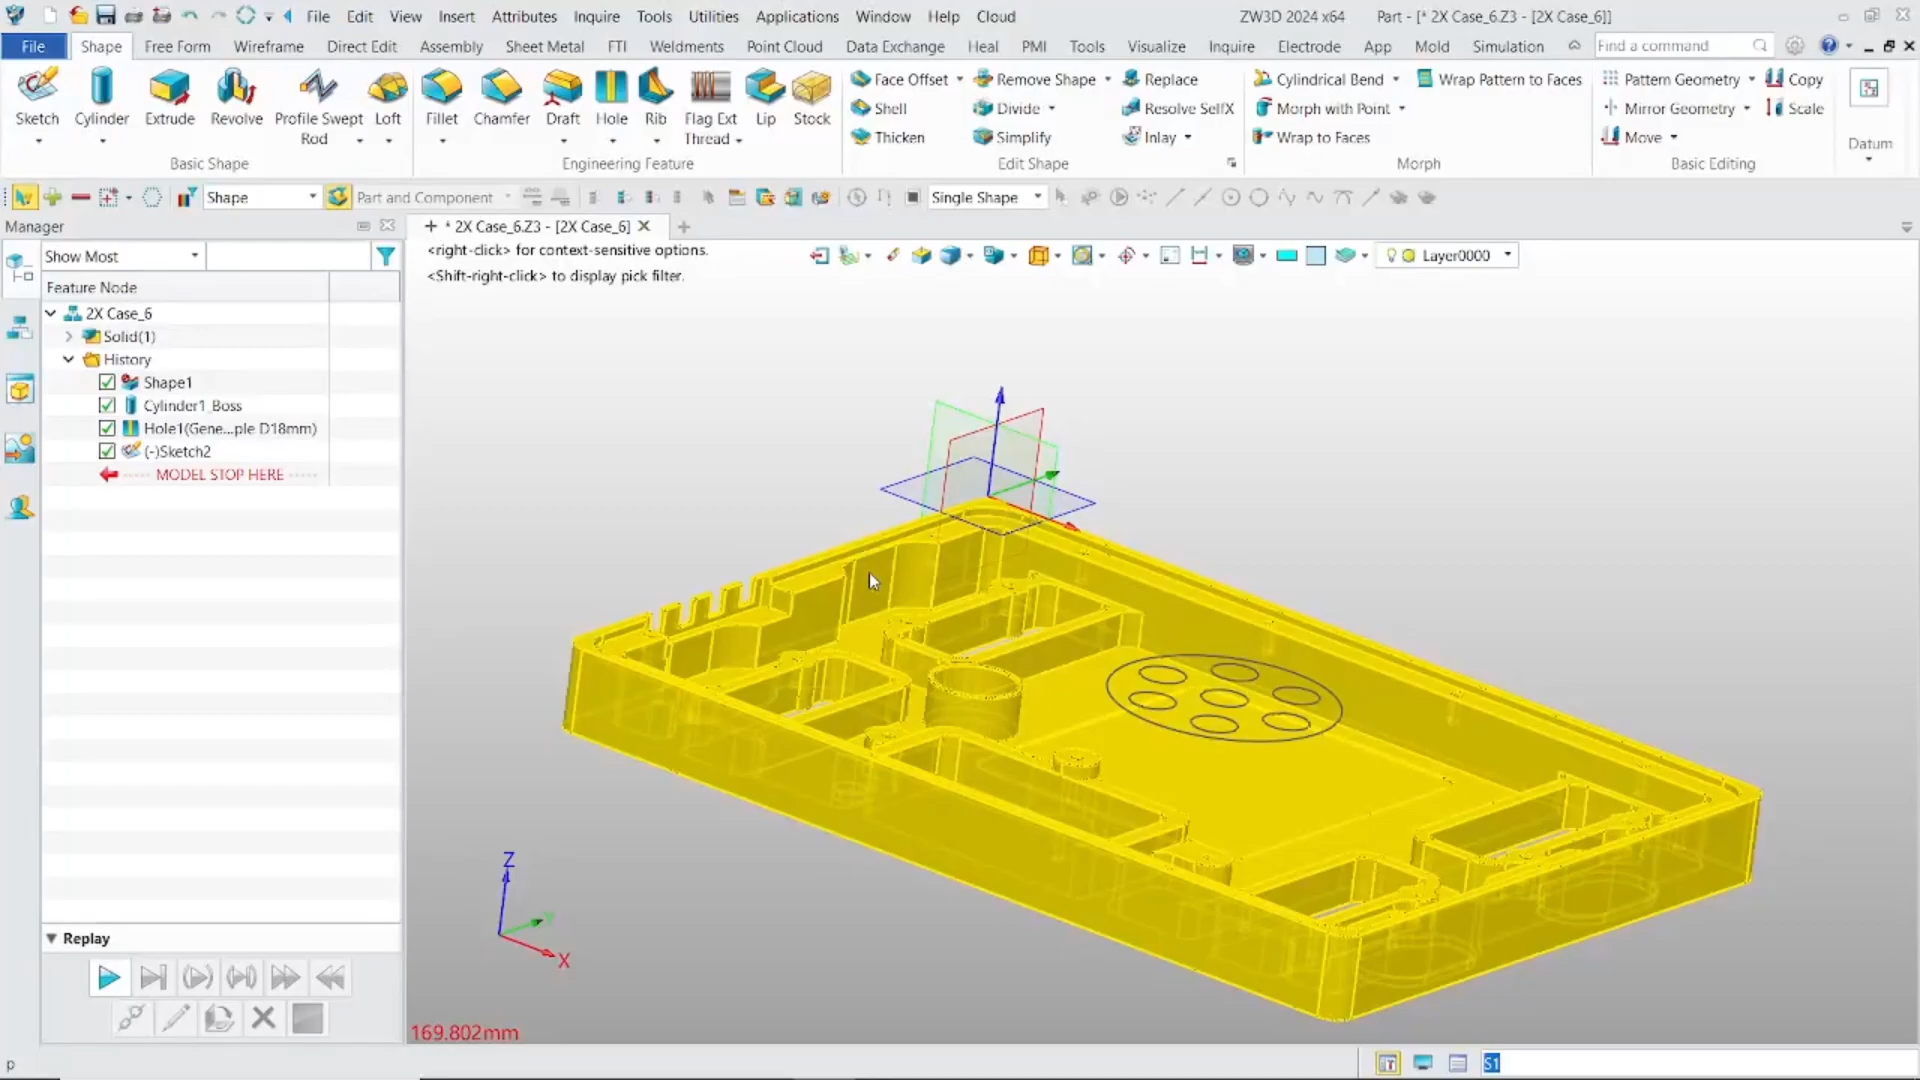 File Edit View Insert Attributes Inquire Tools Utilities Applications Window Help Cloud ZW3D 2024 x64 Part - [* 2X Case_6.Z3 - [2X Case_6]]
File Shape Free Form Wireframe Direct Edit Assembly Sheet Metal FTI Weldments Point Cloud Data Exchange Heal PMI Tools Visualize Inquire Electrode App Mold Simulation Find a command
Face Offset Remove Shape Replace Cylindrical Bend Wrap Pattern to Faces Pattern Geometry Copy
Shell Divide Resolve SelfX Morph with Point Mirror Geometry Scale
Sketch Cylinder Extrude Revolve Profile Swept Loft Fillet Chamfer Draft Hole Rib Flag Ext Lip Stock
Rod Thread Thicken Simplify Inlay Wrap to Faces Move Datum
Basic Shape Engineering Feature Edit Shape Morph Basic Editing
Shape Part and Component Single Shape
Manager * 2X Case_6.Z3 - [2X Case_6]
Show Most <right-click> for context-sensitive options. Layer0000
<Shift-right-click> to display pick filter.
Feature Node
2X Case_6
Solid(1)
History
Shape1
Cylinder1_Boss
Hole1(Gene...ple D18mm)
(-)Sketch2
MODEL STOP HERE
Z
Y
X
Replay
169.802mm
p S1